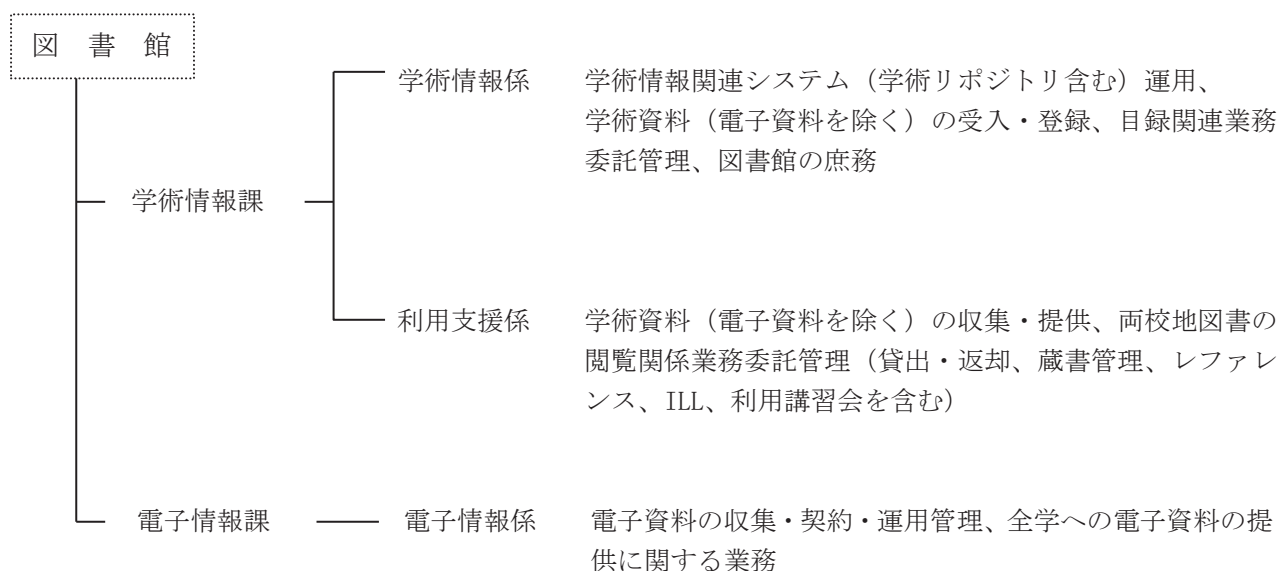 図 書 館
学術情報係 学術情報関連システム(学術リポジトリ含む)運用、
学術資料(電子資料を除く)の受入・登録、目録関連業務
委託管理、図書館の庶務
学術情報課
利用支援係 学術資料(電子資料を除く)の収集・提供、両校地図書の
閲覧関係業務委託管理(貸出・返却、蔵書管理、レファレ
ンス、ILL、利用講習会を含む)
電子情報課 電子情報係 電子資料の収集・契約・運用管理、全学への電子資料の提
供に関する業務